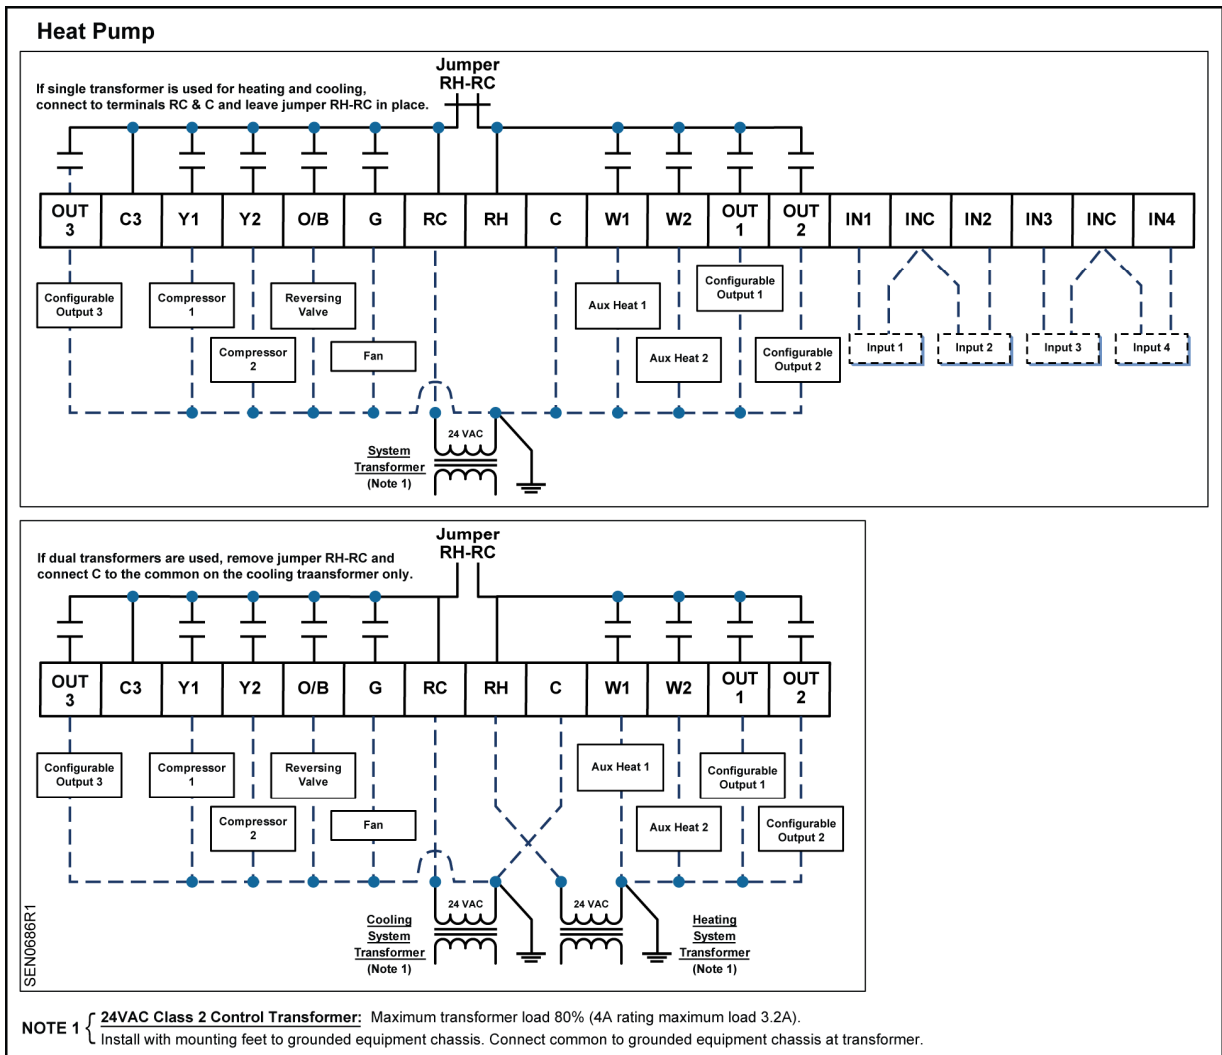 Heat Pump
Jumper
RH-RC
If single transformer is used for heating and cooling,
connect to terminals RC & C and leave jumper RH-RC in place.
OUT 3 C3 Y1 Y2 O/B G RC RH C W1 W2 OUT 1 OUT 2 IN1 INC IN2 IN3 INC IN4
Configurable
Output 3
Compressor
1
Compressor
2
Reversing
Valve
Fan
Aux Heat 1
Aux Heat 2
Configurable
Output 1
Configurable
Output 2
Input 1
Input 2
Input 3
Input 4
24 VAC
System
Transformer
(Note 1)
Jumper
RH-RC
If dual transformers are used, remove jumper RH-RC and
connect C to the common on the cooling traansformer only.
OUT 3 C3 Y1 Y2 O/B G RC RH C W1 W2 OUT 1 OUT 2
Configurable
Output 3
Compressor
1
Compressor
2
Reversing
Valve
Fan
Aux Heat 1
Aux Heat 2
Configurable
Output 1
Configurable
Output 2
Cooling
System
Transformer
(Note 1)
24 VAC
24 VAC
Heating
System
Transformer
(Note 1)
SEN0686R1
NOTE 1 { 24VAC Class 2 Control Transformer: Maximum transformer load 80% (4A rating maximum load 3.2A).
Install with mounting feet to grounded equipment chassis. Connect common to grounded equipment chassis at transformer.